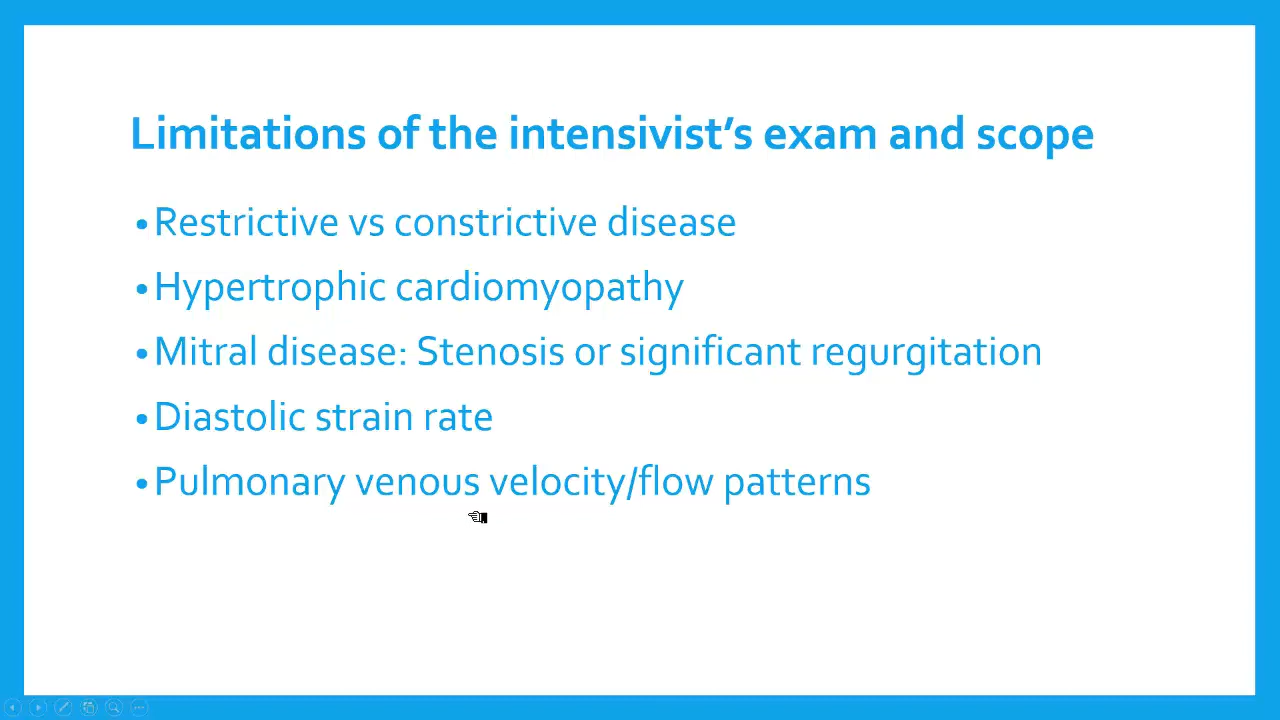 Limitations of the intensivist’s exam and scope
•Restrictive vs constrictive disease
•Hypertrophic cardiomyopathy
•Mitral disease: Stenosis or significant regurgitation
•Diastolic strain rate
•Pulmonary venous velocity/flow patterns